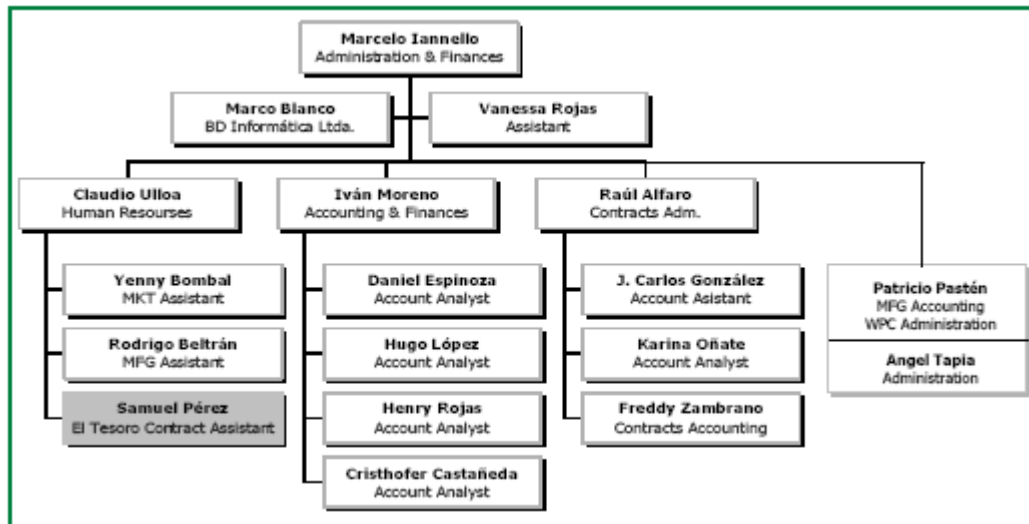 Marcelo Iannello
Administration & Finances
Marco Blanco
BD Informática Ltda.
Vanessa Rojas
Assistant
Claudio Ulloa
Human Resourses
Iván Moreno
Accounting & Finances
Raúl Alfaro
Contracts Adm.
Yenny Bombal
MKT Assistant
Rodrigo Beltrán
MFG Assistant
Samuel Pérez
El Tesoro Contract Assistant
Daniel Espinoza
Account Analyst
Hugo López
Account Analyst
Henry Rojas
Account Analyst
Cristhofer Castañeda
Account Analyst
J. Carlos González
Account Asistant
Karina Oñate
Account Analyst
Freddy Zambrano
Contracts Accounting
Patricio Pastén
MFG Accounting
WPC Administration
Angel Tapia
Administration